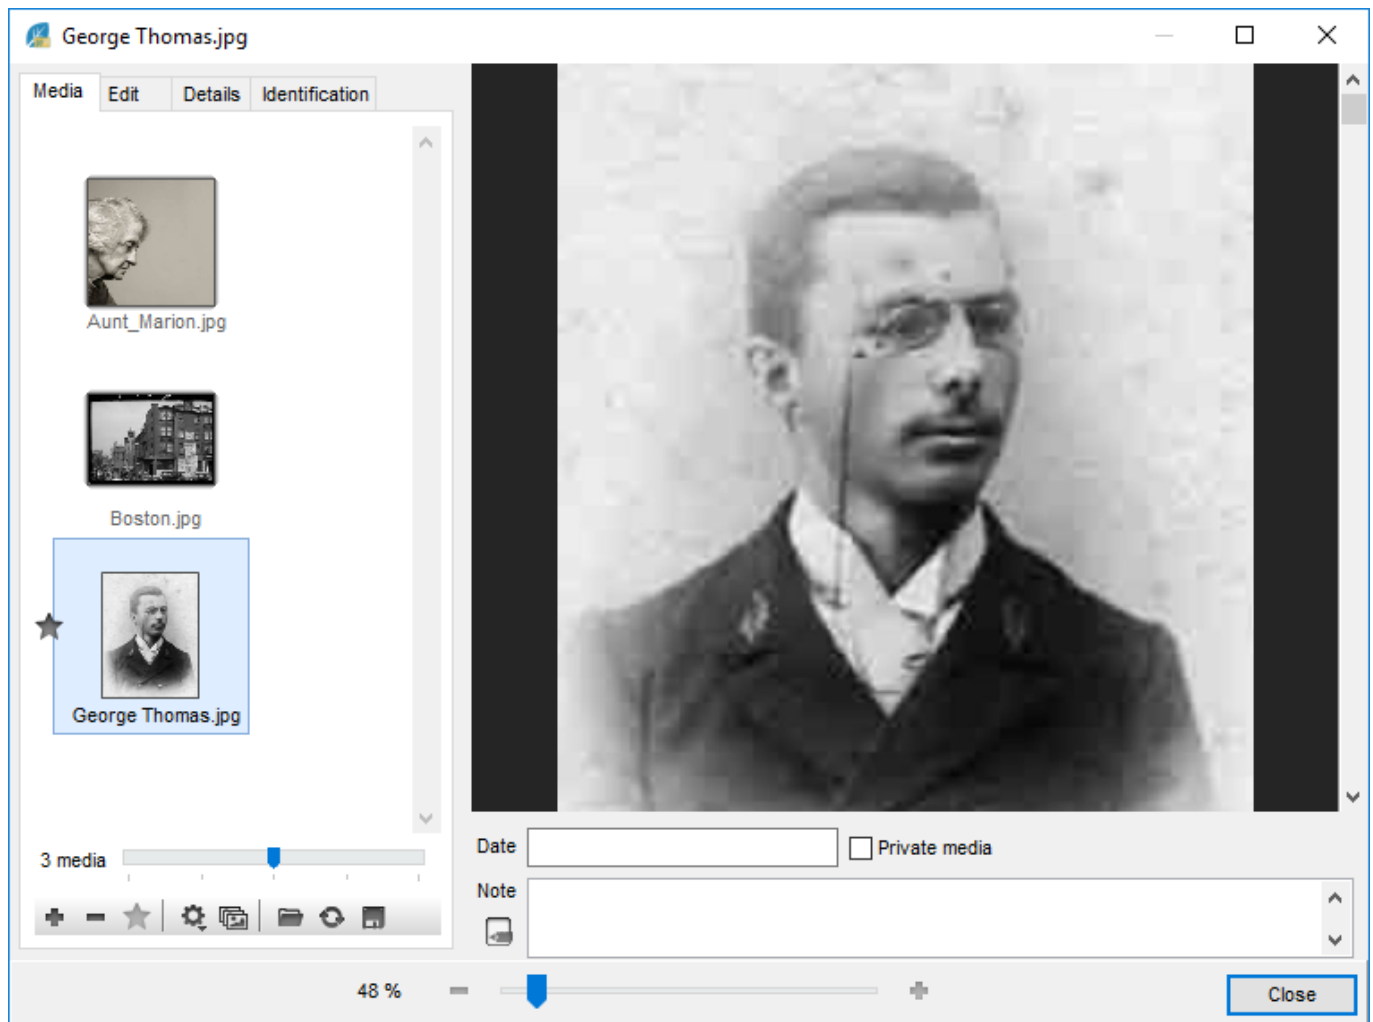 George Thomas.jpg
Media
Edit
Details
Identification
Aunt_Marion.jpg
Boston.jpg
George Thomas.jpg
3 media
Date
Private media
Note
48 %
Close